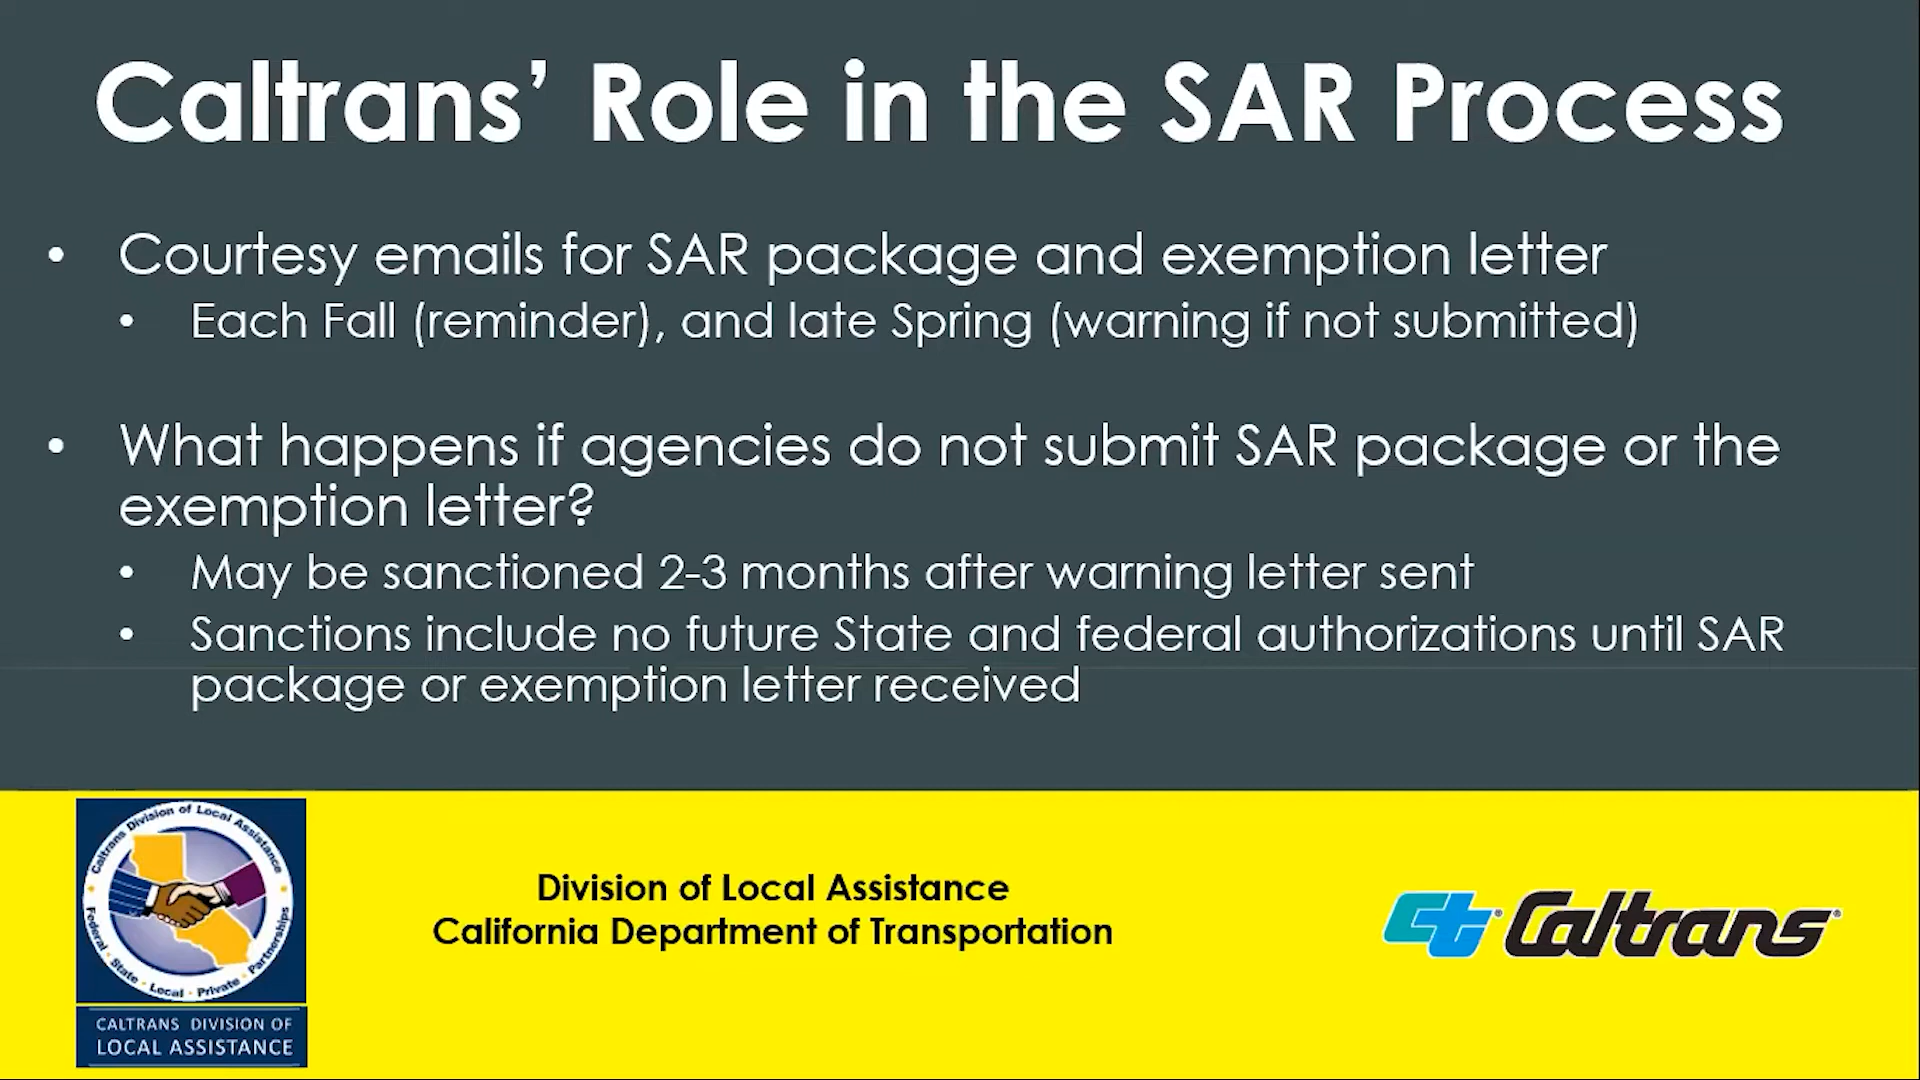 Caltrans’ Role in the SAR Process
• Courtesy emails for SAR package and exemption letter
• Each Fall (reminder), and late Spring (warning if not submitted)
• What happens if agencies do not submit SAR package or the
exemption letter?
• May be sanctioned 2-3 months after warning letter sent
• Sanctions include no future State and federal authorizations until SAR
package or exemption letter received
Caltrans Division of Local Assistance
Federal · State · Local · Private · Partnerships
CALTRANS DIVISION OF
LOCAL ASSISTANCE
Division of Local Assistance
California Department of Transportation
ct® Caltrans®